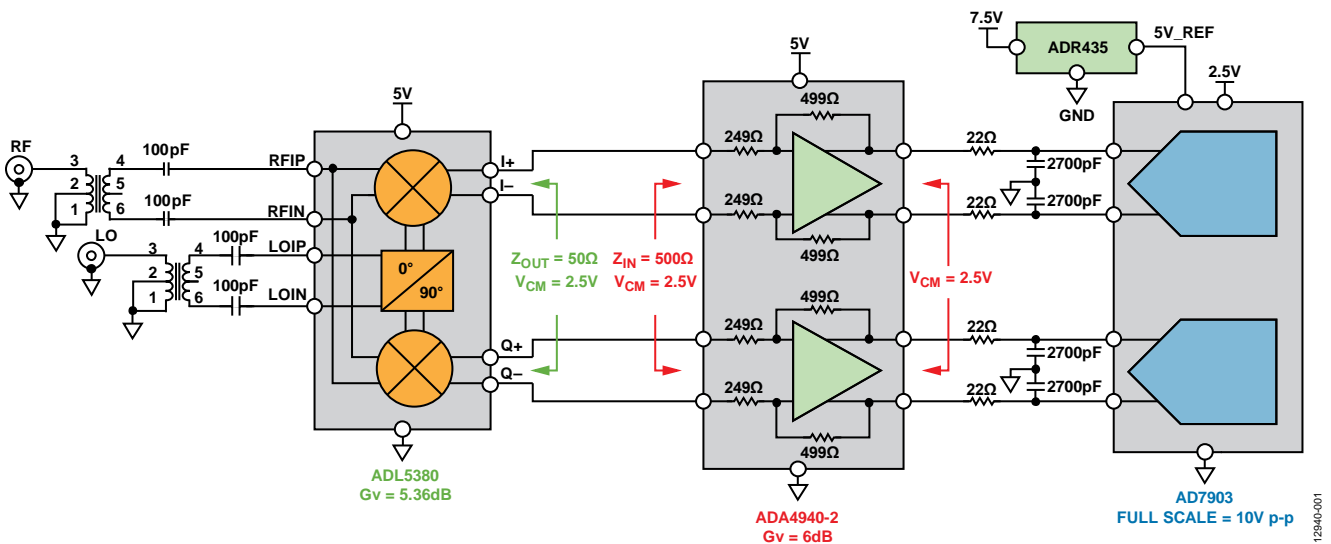 7.5V
ADR435
5V_REF
GND
2.5V
5V
5V
RF
3
2
1
4
5
6
100pF
100pF
RFIP
RFIN
LO
3
2
1
4
5
6
100pF
100pF
LOIP
LOIN
0°
90°
I+
I–
Q+
Q–
ZOUT = 50Ω
VCM = 2.5V
ZIN = 500Ω
VCM = 2.5V
499Ω
249Ω
249Ω
499Ω
499Ω
249Ω
249Ω
499Ω
VCM = 2.5V
22Ω
22Ω
2700pF
2700pF
22Ω
22Ω
2700pF
2700pF
ADL5380
Gv = 5.36dB
ADA4940-2
Gv = 6dB
AD7903
FULL SCALE = 10V p-p
12940-001